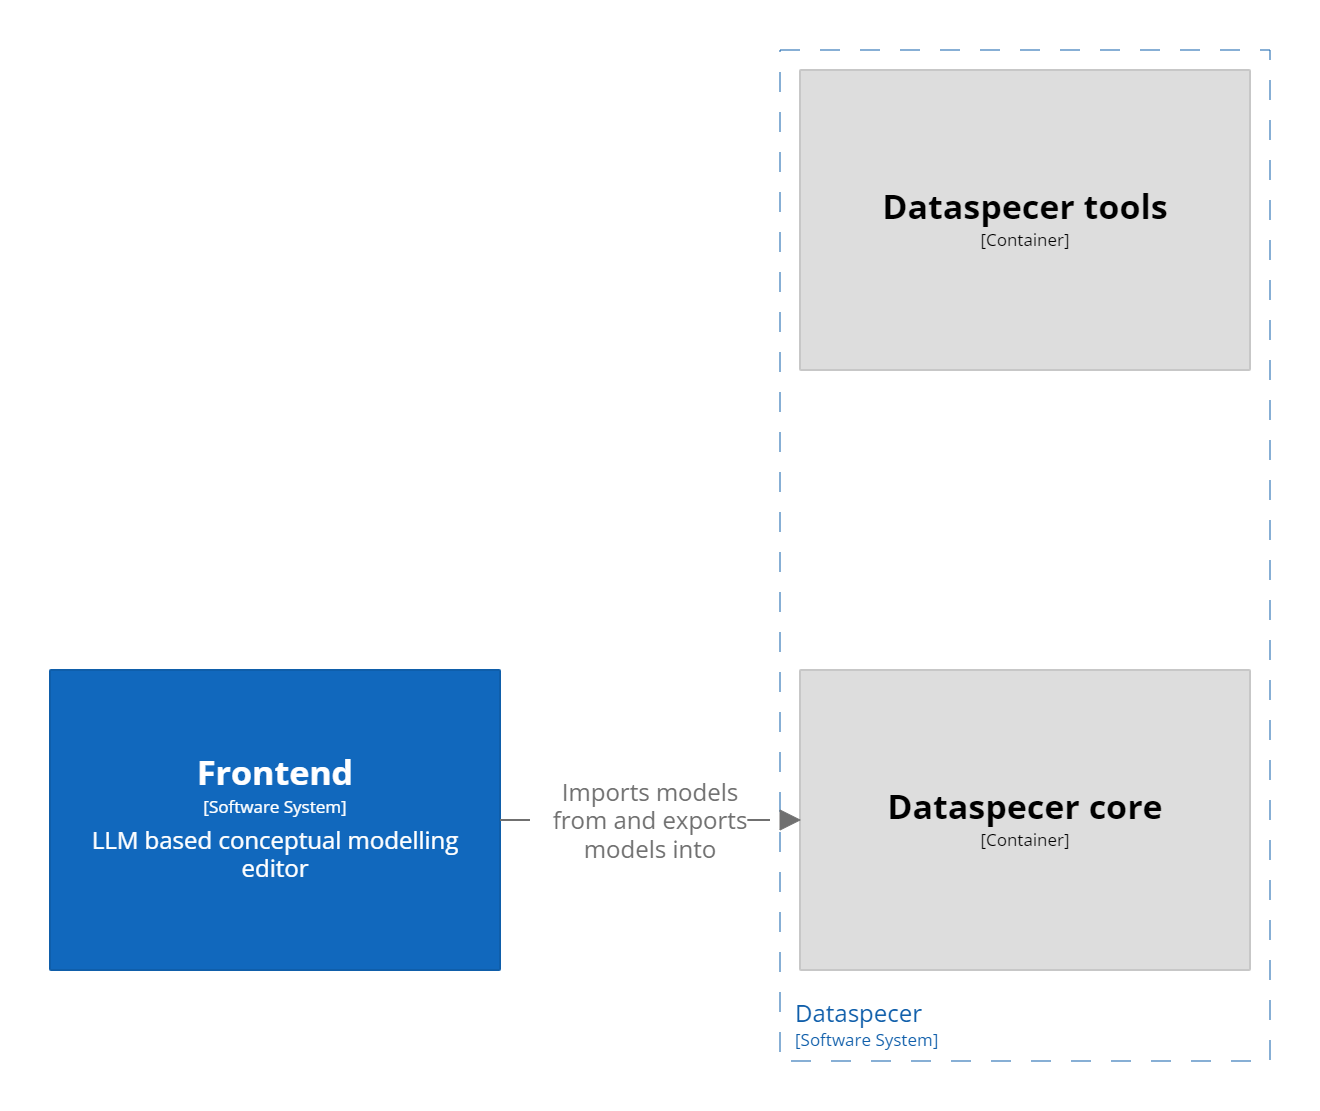 Dataspecer tools
[Container]
Frontend
[Software System]
LLM based conceptual modelling
editor
Imports models
from and exports
models into
Dataspecer core
[Container]
Dataspecer
[Software System]